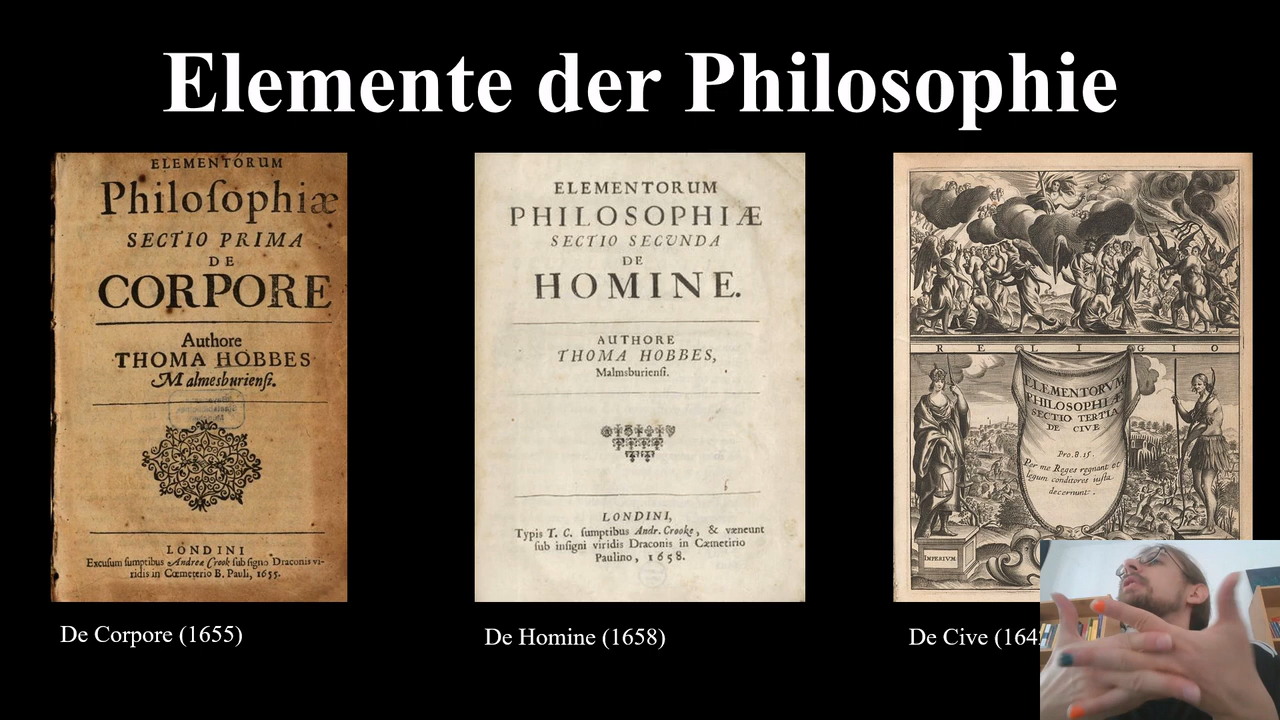 Elemente der Philosophie
ELEMENTORUM
Philoſophiæ
SECTIO PRIMA
DE
CORPORE
Authore
THOMA HOBBES
Malmesburienſi.
LONDINI
Excuſum ſumptibus Andreæ Crook ſub ſigno Draconis vi-
ridis in Cœmeterio B. Pauli, 1655.
De Corpore (1655)
ELEMENTORUM
PHILOSOPHIÆ
SECTIO SECUNDA
DE
HOMINE.
AUTHORE
THOMA HOBBES,
Malmsburienſi.
LONDINI,
Typis T. C. ſumptibus Andr. Crooke, & væneunt
ſub inſigni viridis Draconis in Cœmetirio
Paulino, 1658.
De Homine (1658)
RELIGIO
ELEMENTORVM
PHILOSOPHIÆ
SECTIO TERTIA
DE CIVE
Pro. 8. 15.
Per me Reges regnant et
legum conditores iuſta
decernunt.
IMPERIUM
De Cive (164